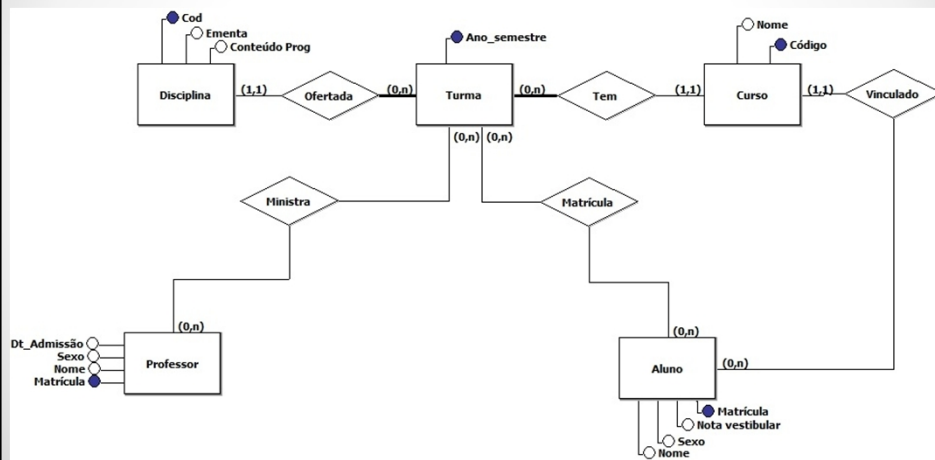 Cod
Ementa
Conteúdo Prog
Ano_semestre
Nome
Código
Disciplina
(1,1)
Ofertada
(0,n)
Turma
(0,n)
Tem
(1,1)
Curso
(1,1)
Vinculado
(0,n)
(0,n)
Ministra
Matrícula
(0,n)
Dt_Admissão
Sexo
Nome
Matrícula
Professor
(0,n)
Aluno
(0,n)
Matrícula
Nota vestibular
Sexo
Nome